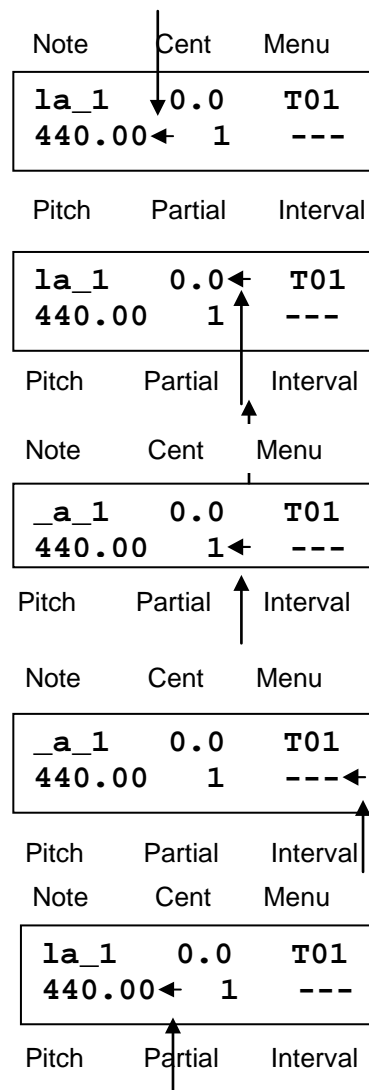 Note Cent Menu
la_1 0.0 T01
440.00 1 ---
Pitch Partial Interval
la_1 0.0 T01
440.00 1 ---
Pitch Partial Interval
Note Cent Menu
_a_1 0.0 T01
440.00 1 ---
Pitch Partial Interval
Note Cent Menu
_a_1 0.0 T01
440.00 1 ---
Pitch Partial Interval
Note Cent Menu
la_1 0.0 T01
440.00 1 ---
Pitch Partial Interval